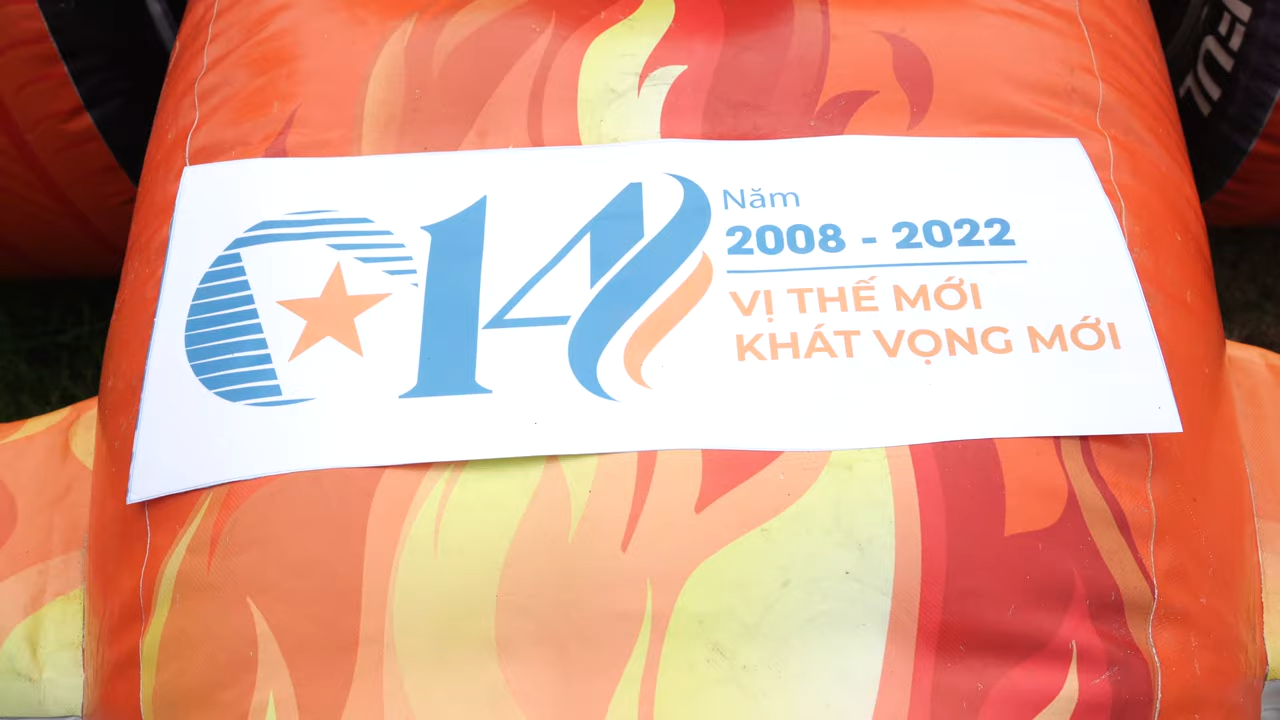 14
Năm
2008 - 2022
VỊ THẾ MỚI
KHÁT VỌNG MỚI